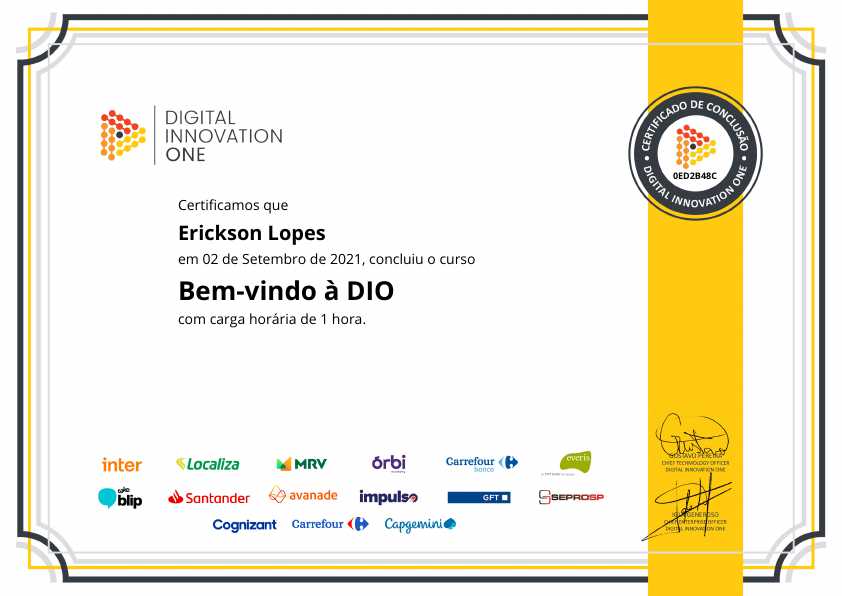 DIGITAL
INNOVATION
ONE
CERTIFICADO DE CONCLUSÃO
0ED2B48C
DIGITAL INNOVATION ONE
Certificamos que
Erickson Lopes
em 02 de Setembro de 2021, concluiu o curso
Bem-vindo à DIO
com carga horária de 1 hora.
inter
Localiza
MRV
órbi
Carrefour
banco
everis
blip
Santander
avanade
impulso
GFT
SEPROSP
Cognizant
Carrefour
Capgemini
GUSTAVO PEREIRA
CHIEF TECHNOLOGY OFFICER
DIGITAL INNOVATION ONE
GENEROSO
CHIEF ENTERPRISE OFFICER
DIGITAL INNOVATION ONE